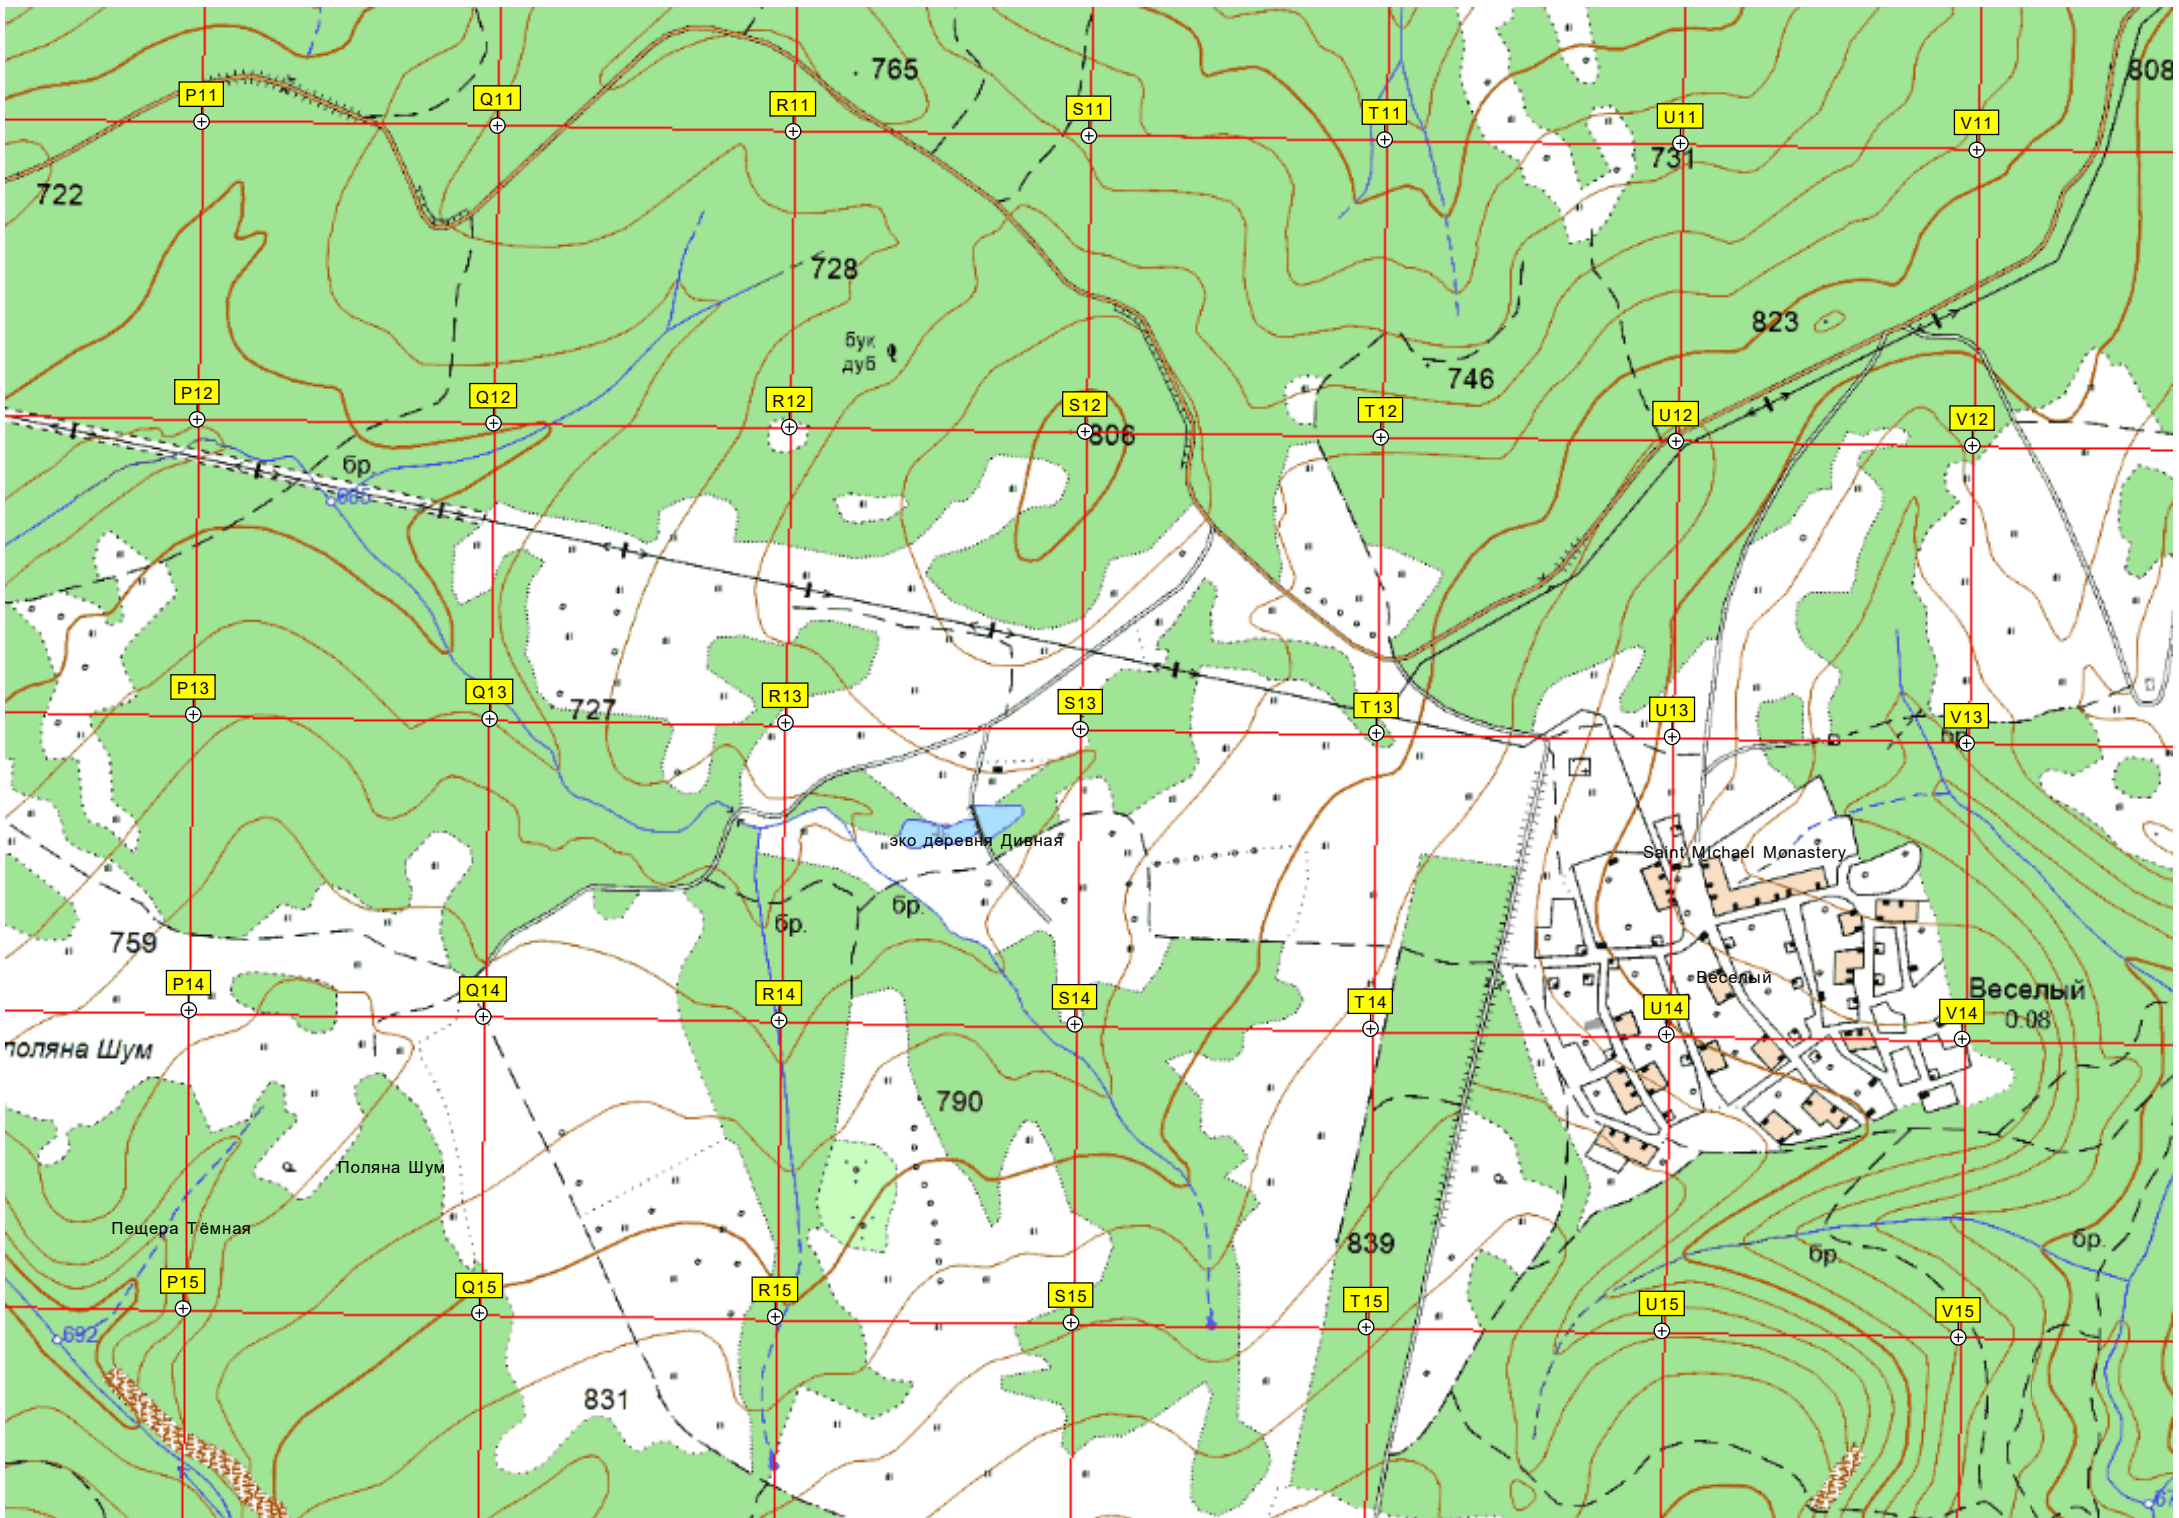 765
808
P11
Q11
R11
S11
T11
U11
V11
731
722
728
823
бук
дуб
746
P12
Q12
R12
S12
T12
U12
V12
806
бр.
685
P13
Q13
R13
S13
T13
U13
V13
727
бр.
эко деревня Дивная
Saint Michael Monastery
бр.
бр.
759
Веселый
P14
Q14
R14
S14
T14
U14
V14
Веселый
0.08
поляна Шум
790
Поляна Шум
Пещера Тёмная
839
бр.
бр.
P15
Q15
R15
S15
T15
U15
V15
692
831